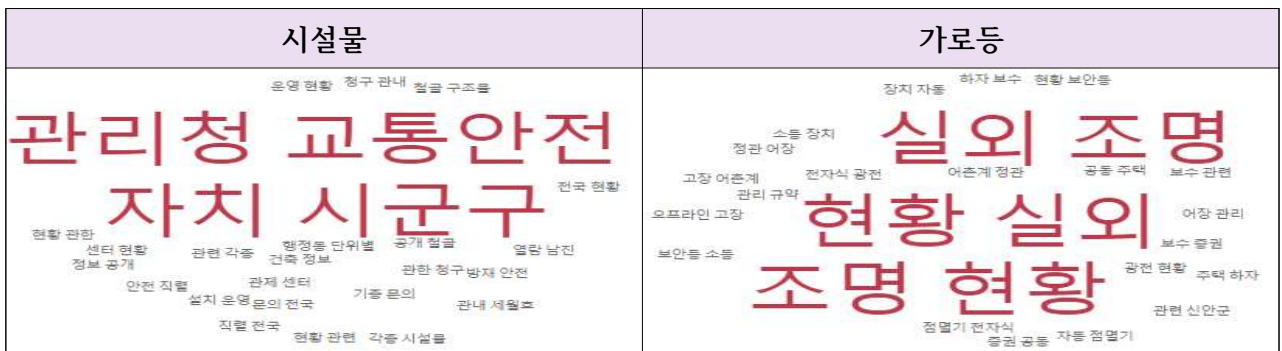 시설물
가로등
운영 현황 청구 관내 철골 구조물
관리청 교통안전
자치 시군구
전국 현황
현황 관한
센터 현황
정보 공개
관련 각종
행정동 단위별
건축 정보
공개 철골
열람 남진
안전 직렬
관제 센터
관한 청구
방재 안전
설치 운영
문의 전국
기증 문의
관내 세월호
직렬 전국
현황 관련
각종 시설물
장치 자동
하자 보수
현황 보안등
실외 조명
소등 장치
정관 어장
고장 어촌계
전자식 광전
어촌계 정관
공동 주택
보수 관련
관리 규약
오프라인 고장
현황 실외
어장 관리
보안등 소등
보수 증권
조명 현황
광전 현황
주택 하자
관련 신안군
점멸기 전자식
증권 공동
자동 점멸기